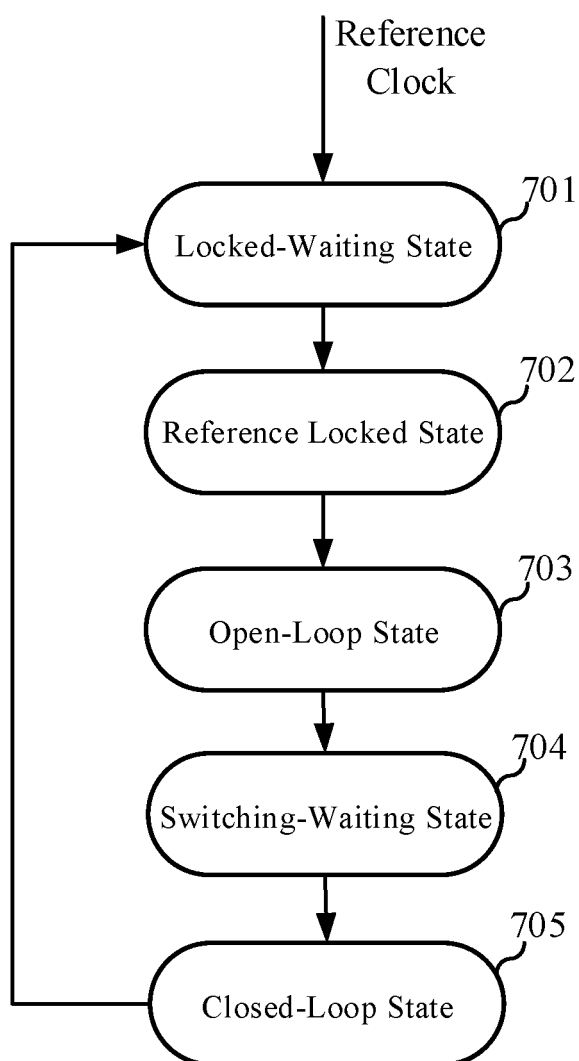 Reference
Clock
701
Locked-Waiting State
702
Reference Locked State
703
Open-Loop State
704
Switching-Waiting State
705
Closed-Loop State